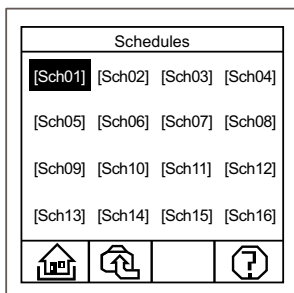 Schedules
[Sch01] [Sch02] [Sch03] [Sch04]
[Sch05] [Sch06] [Sch07] [Sch08]
[Sch09] [Sch10] [Sch11] [Sch12]
[Sch13] [Sch14] [Sch15] [Sch16]
?